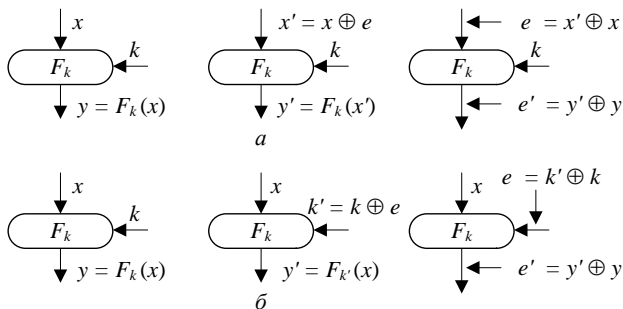 x
x′ = x ⊕ e
e = x′ ⊕ x
k
k
k
F_k
F_k
F_k
y = F_k(x)
y′ = F_k(x′)
e′ = y′ ⊕ y
а
x
x
x
e = k′ ⊕ k
k
k′ = k ⊕ e
F_k
F_k
F_k
y = F_k(x)
y′ = F_k′(x)
e′ = y′ ⊕ y
б